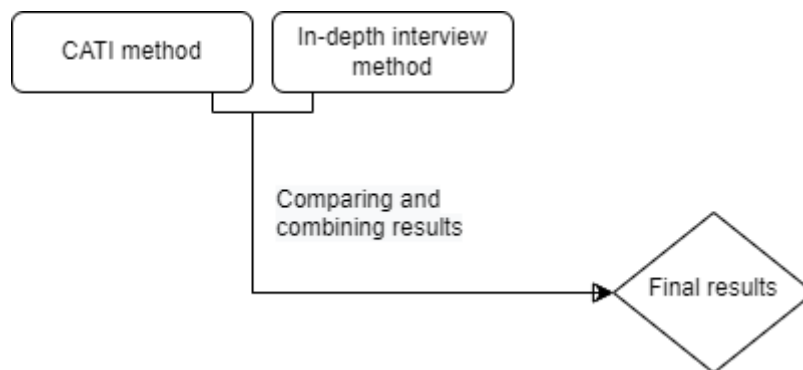 CATI method
In-depth interview
method
Comparing and
combining results
Final results